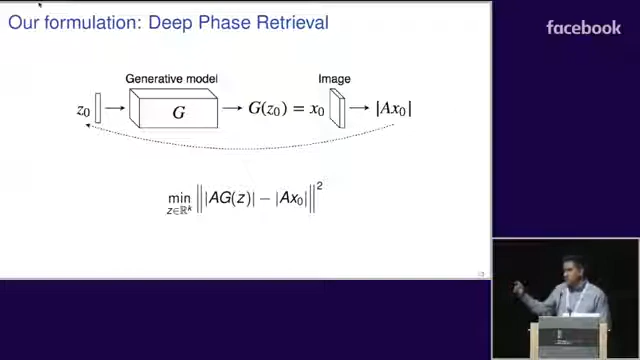 Our formulation: Deep Phase Retrieval
facebook
Generative model
Image
z₀ → G → G(z₀) = x₀ → |Ax₀|
min ‖|AG(z)| − |Ax₀|‖²
z∈ℝᵏ